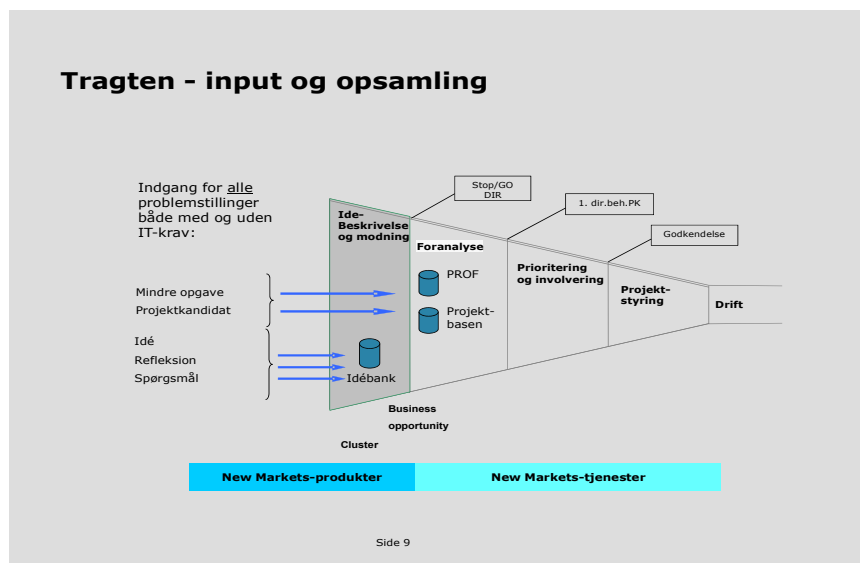 Tragten - input og opsamling
Indgang for alle
problemstillinger
både med og uden
IT-krav:
Stop/GO
DIR
1. dir.beh.PK
Godkendelse
Ide-
Beskrivelse
og modning
Foranalyse
PROF
Projekt-
basen
Prioritering
og involvering
Projekt-
styring
Drift
Mindre opgave
Projektkandidat
Idé
Refleksion
Spørgsmål
Idébank
Business
opportunity
Cluster
New Markets-produkter
New Markets-tjenester
Side 9